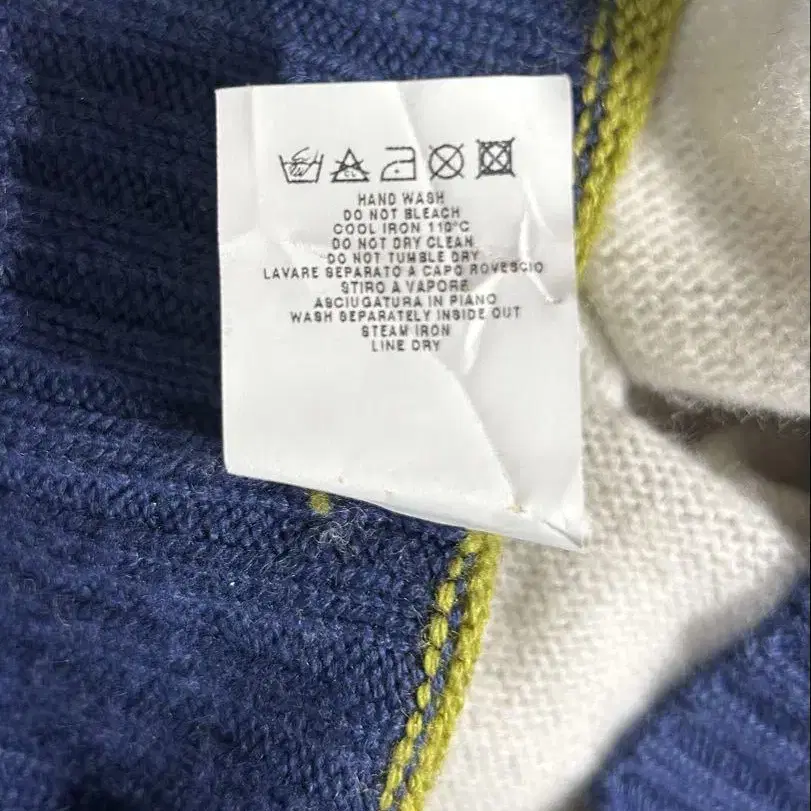 CL
HAND WASH
DO NOT BLEACH
COOL IRON 110°C
DO NOT DRY CLEAN
DO NOT TUMBLE DRY
LAVARE SEPARATO A CAPO ROVESCIO
STIRO A VAPORE
ASCIUGATURA IN PIANO
WASH SEPARATELY INSIDE OUT
STEAM IRON
LINE DRY